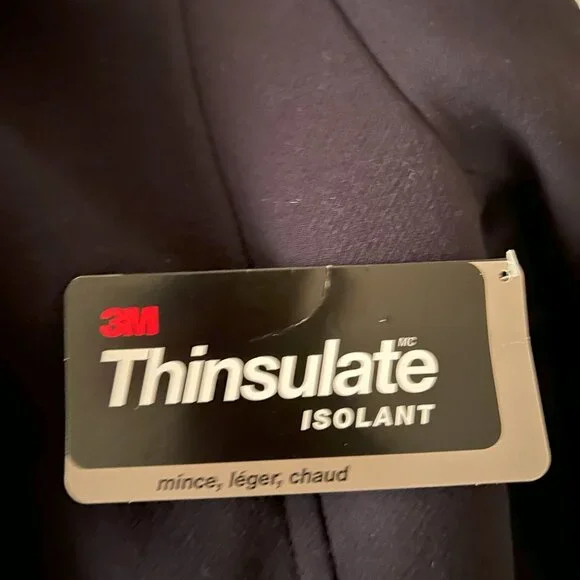 3M
Thinsulate MC
ISOLANT
mince, léger, chaud